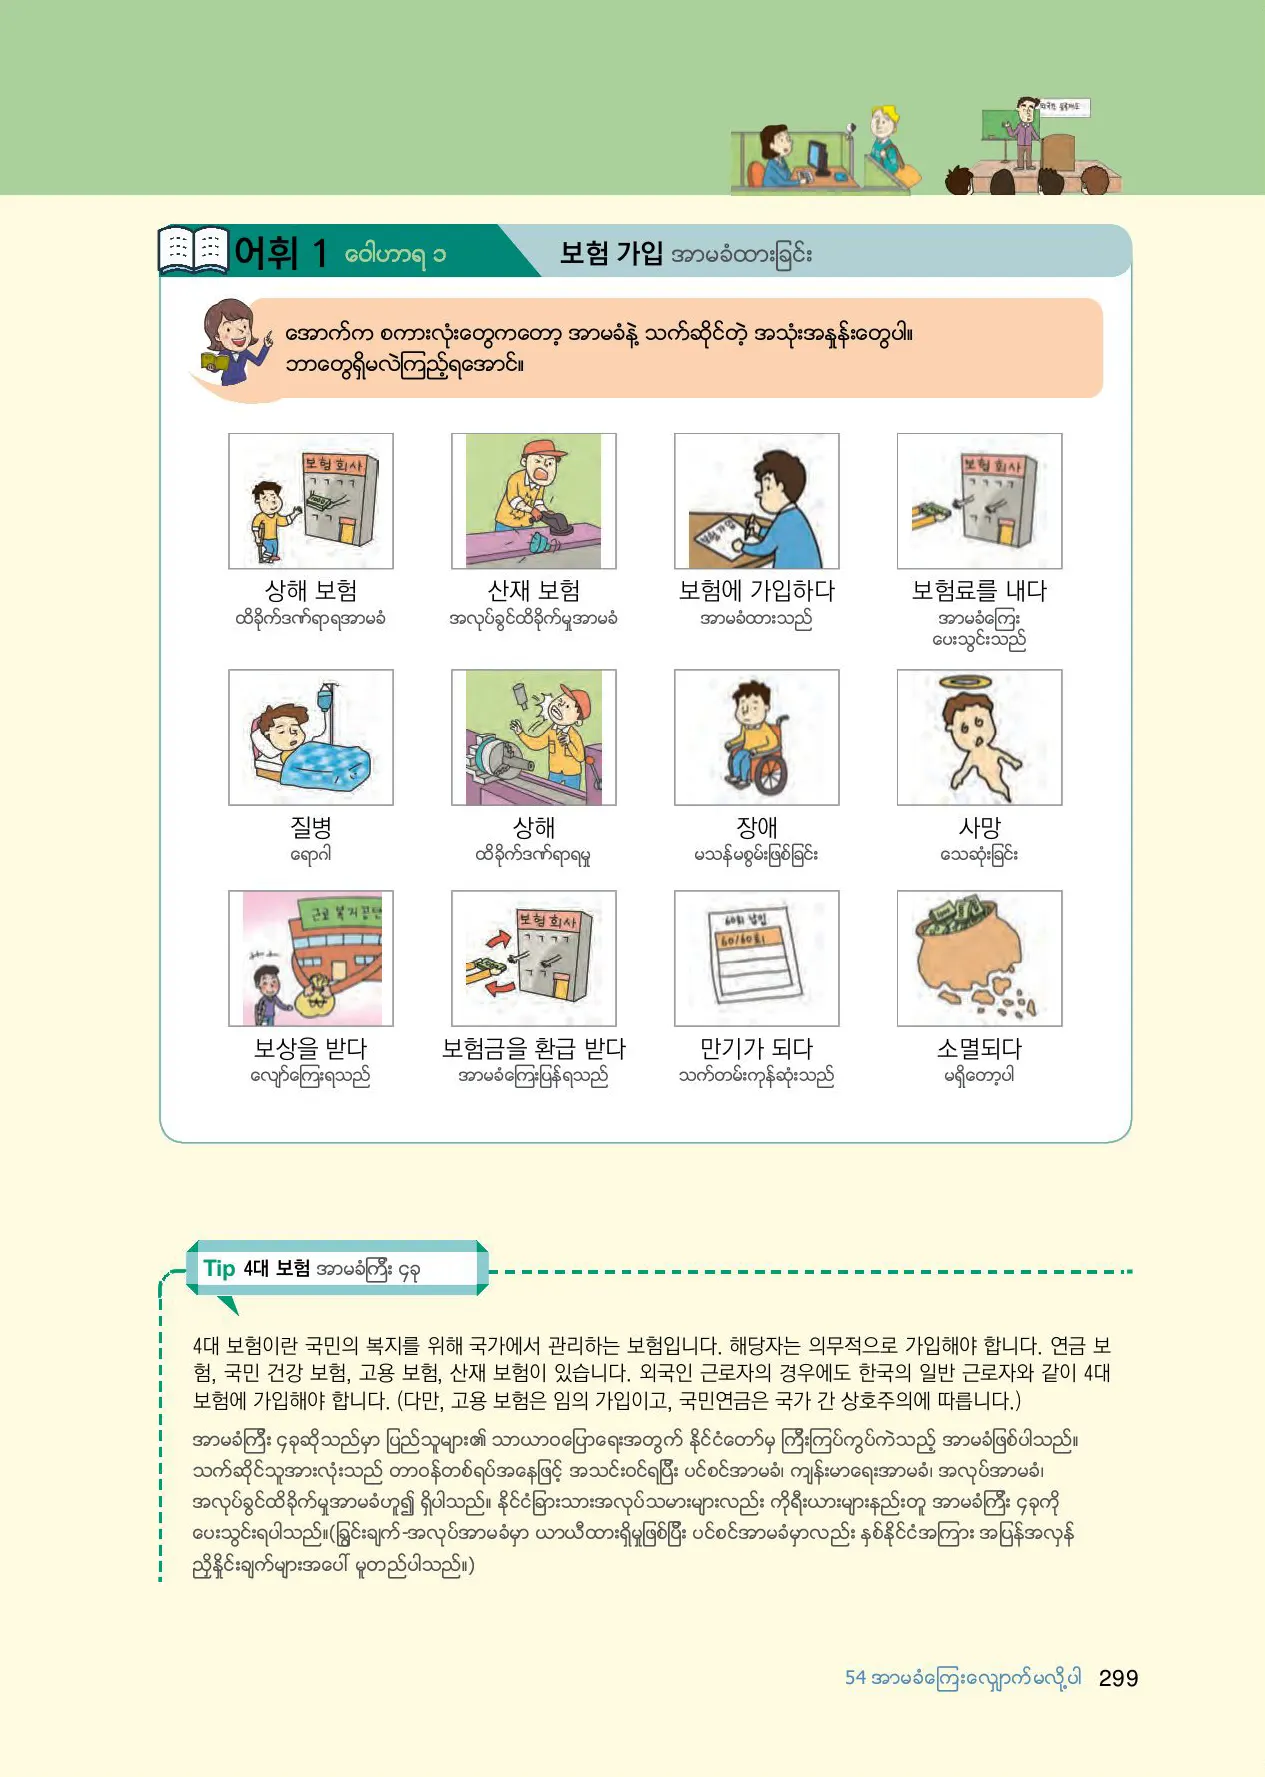 외국인 등록제도
어휘 1 ဝေါဟာရ ၁
보험 가입 အာမခံထားခြင်း
အောက်က စကားလုံးတွေကတော့ အာမခံနဲ့ သက်ဆိုင်တဲ့ အသုံးအနှုန်းတွေပါ။
ဘာတွေရှိမလဲကြည့်ရအောင်။
보험회사
보험 가입
보험회사
상해 보험 산재 보험 보험에 가입하다 보험료를 내다
ထိခိုက်ဒဏ်ရာရအာမခံ အလုပ်ခွင်ထိခိုက်မှုအာမခံ အာမခံထားသည် အာမခံကြေး
ပေးသွင်းသည်
질병 상해 장애 사망
ရောဂါ ထိခိုက်ဒဏ်ရာရမှု မသန်မစွမ်းဖြစ်ခြင်း သေဆုံးခြင်း
근로복지공단
보험회사
60회 납입
60/60회
보상을 받다 보험금을 환급 받다 만기가 되다 소멸되다
လျော်ကြေးရသည် အာမခံကြေးပြန်ရသည် သက်တမ်းကုန်ဆုံးသည် မရှိတော့ပါ
Tip 4대 보험 အာမခံကြီး ၄ခု
4대 보험이란 국민의 복지를 위해 국가에서 관리하는 보험입니다. 해당자는 의무적으로 가입해야 합니다. 연금 보
험, 국민 건강 보험, 고용 보험, 산재 보험이 있습니다. 외국인 근로자의 경우에도 한국의 일반 근로자와 같이 4대
보험에 가입해야 합니다. (다만, 고용 보험은 임의 가입이고, 국민연금은 국가 간 상호주의에 따릅니다.)
အာမခံကြီး ၄ခုဆိုသည်မှာ ပြည်သူများ၏ သာယာဝပြောရေးအတွက် နိုင်ငံတော်မှ ကြီးကြပ်ကွပ်ကဲသည့် အာမခံဖြစ်ပါသည်။
သက်ဆိုင်သူအားလုံးသည် တာဝန်တစ်ရပ်အနေဖြင့် အသင်းဝင်ရပြီး ပင်စင်အာမခံ၊ ကျန်းမာရေးအာမခံ၊ အလုပ်အာမခံ၊
အလုပ်ခွင်ထိခိုက်မှုအာမခံဟူ၍ ရှိပါသည်။ နိုင်ငံခြားသားအလုပ်သမားများလည်း ကိုရီးယားများနည်းတူ အာမခံကြီး ၄ခုကို
ပေးသွင်းရပါသည်။(ခြွင်းချက်-အလုပ်အာမခံမှာ ယာယီထားရှိမှုဖြစ်ပြီး ပင်စင်အာမခံမှာလည်း နှစ်နိုင်ငံအကြား အပြန်အလှန်
ညှိနှိုင်းချက်များအပေါ် မူတည်ပါသည်။)
54 အာမခံကြေးလျှောက်မလို့ပါ 299